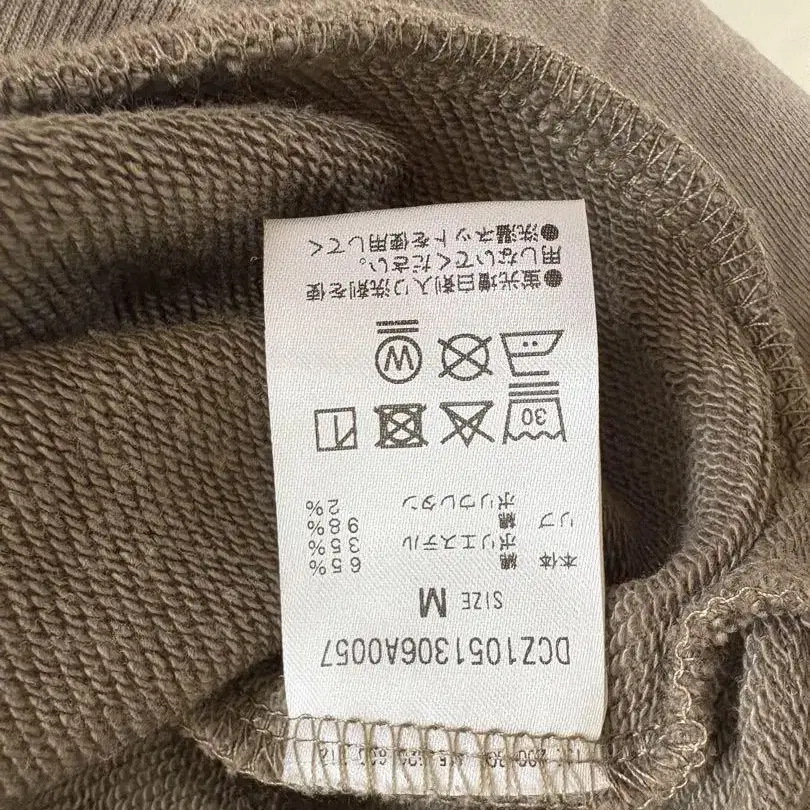 DCZ1051306A0057
SIZE M
本体 綿 65%
ポリエステル 35%
リブ 綿 98%
ポリウレタン 2%
30
W
●蛍光増白剤入り洗剤を使
用しないでください。
●洗濯ネットを使用してく